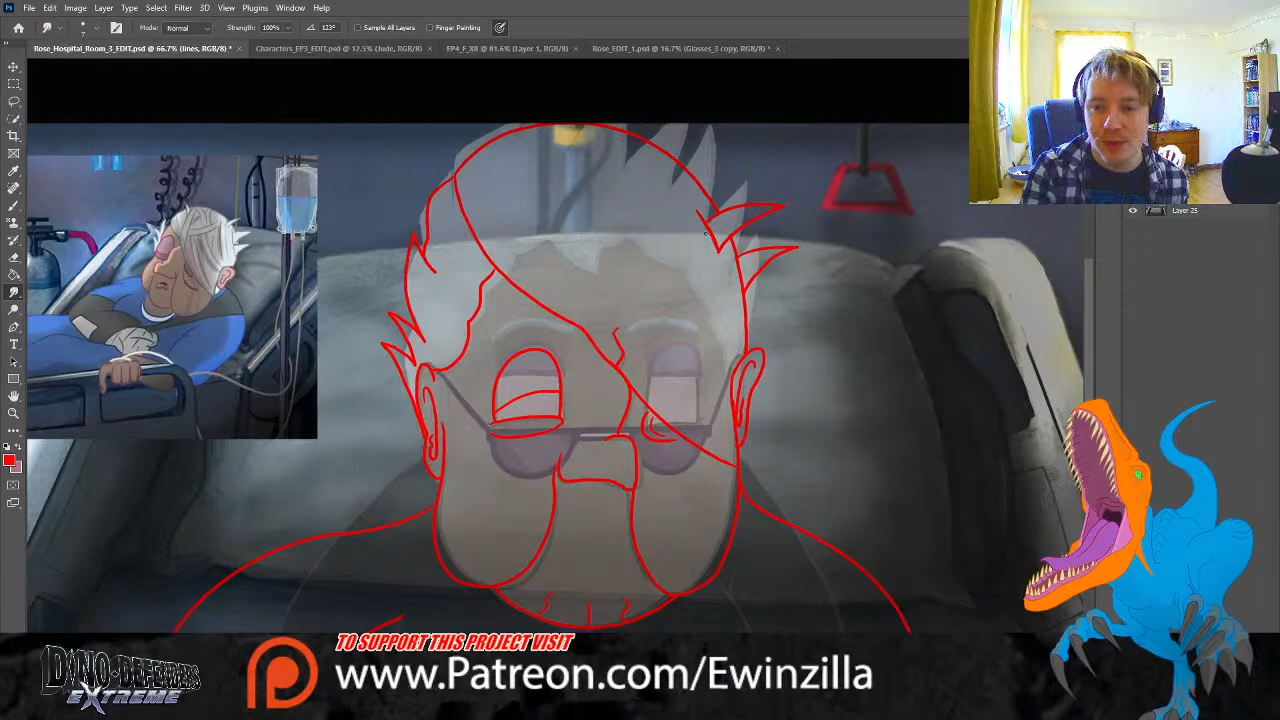 Ps File Edit Image Layer Type Select Filter 3D View Plugins Window Help
7 Mode: Normal Strength: 100% 123° Sample All Layers Finger Painting
Rose_Hospital_Room_3_EDIT.psd @ 66.7% (lines, RGB/8) * × Characters_EP3_EDIT.psd @ 12.5% (Jude, RGB/8) × EP4_F_X8 @ 81.6% (Layer 1, RGB/8) × Rose_EDIT_1.psd @ 16.7% (Glasses_3 copy, RGB/8) * ×
Layer 25
TO SUPPORT THIS PROJECT VISIT
www.Patreon.com/Ewinzilla
DINO-DEFENDERS
EXTREME